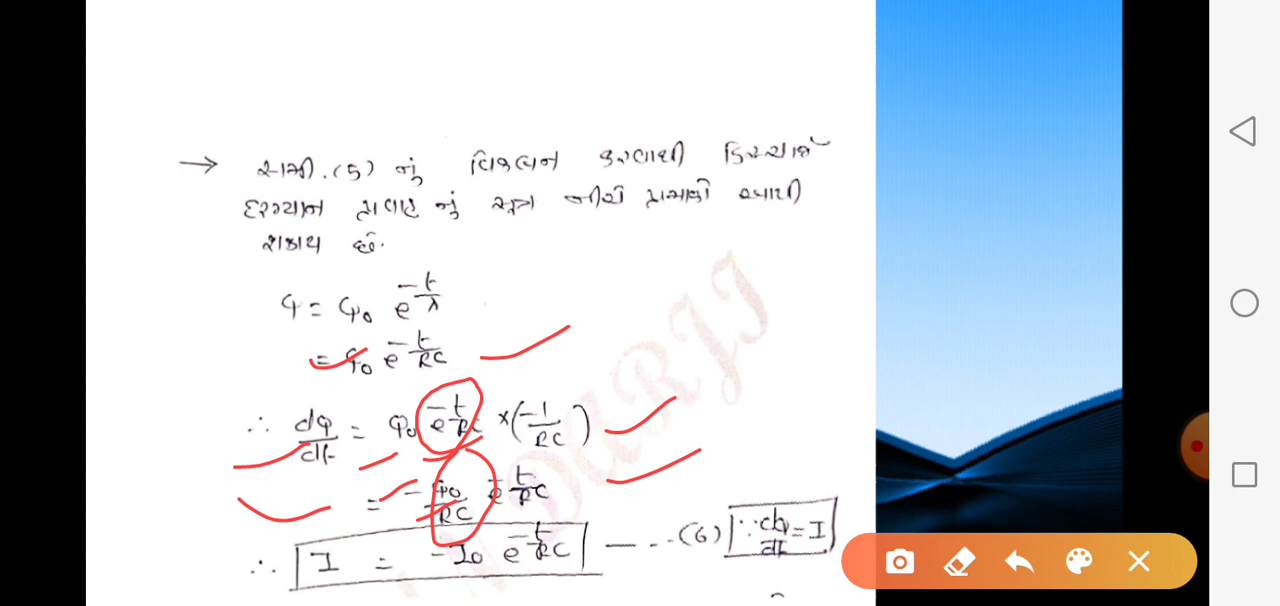 → સમી.(5) નું વિકલન કરવાથી ડિસ્ચાર્જ
દરમ્યાન પ્રવાહ નું સૂત્ર નીચે પ્રમાણે સ્થાપી
શકાય છે.
q = q₀ e^(-t/λ)
= q₀ e^(-t/RC)
∴ dq/dt = q₀ e^(-t/RC) × (-1/RC)
= - q₀/RC e^(-t/RC)
∴ I = -I₀ e^(-t/RC) --- (6) ∵ dq/dt = I
DARJI